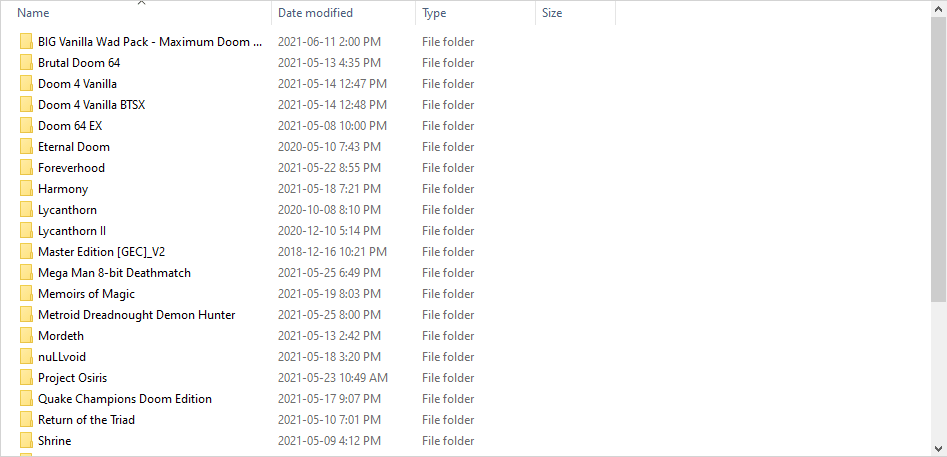 Name Date modified Type Size
BIG Vanilla Wad Pack - Maximum Doom ... 2021-06-11 2:00 PM File folder
Brutal Doom 64 2021-05-13 4:35 PM File folder
Doom 4 Vanilla 2021-05-14 12:47 PM File folder
Doom 4 Vanilla BTSX 2021-05-14 12:48 PM File folder
Doom 64 EX 2021-05-08 10:00 PM File folder
Eternal Doom 2020-05-10 7:43 PM File folder
Foreverhood 2021-05-22 8:55 PM File folder
Harmony 2021-05-18 7:21 PM File folder
Lycanthorn 2020-10-08 8:10 PM File folder
Lycanthorn II 2020-12-10 5:14 PM File folder
Master Edition [GEC]_V2 2018-12-16 10:21 PM File folder
Mega Man 8-bit Deathmatch 2021-05-25 6:49 PM File folder
Memoirs of Magic 2021-05-19 8:03 PM File folder
Metroid Dreadnought Demon Hunter 2021-05-25 8:00 PM File folder
Mordeth 2021-05-13 2:42 PM File folder
nuLLvoid 2021-05-18 3:20 PM File folder
Project Osiris 2021-05-23 10:49 AM File folder
Quake Champions Doom Edition 2021-05-17 9:07 PM File folder
Return of the Triad 2021-05-10 7:01 PM File folder
Shrine 2021-05-09 4:12 PM File folder